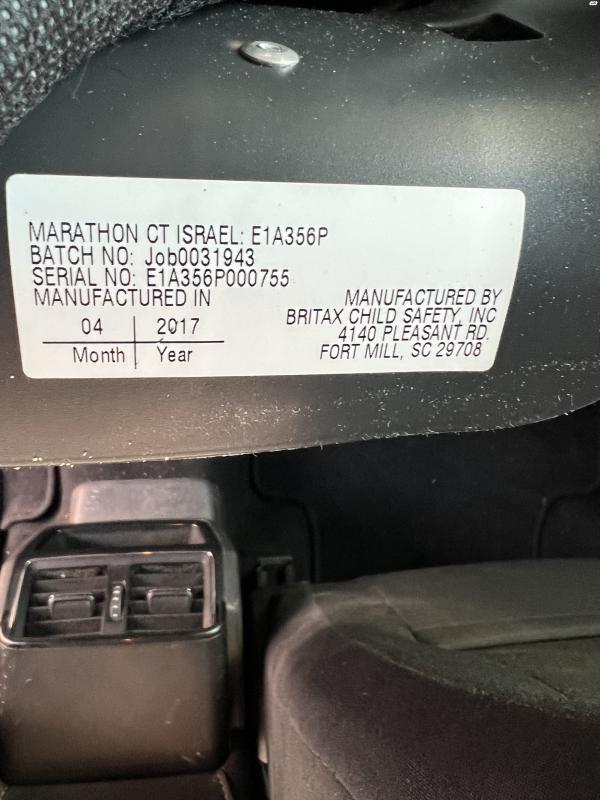 MARATHON CT ISRAEL: E1A356P
BATCH NO: Job0031943
SERIAL NO: E1A356P000755
MANUFACTURED IN
04 2017
Month Year
MANUFACTURED BY
BRITAX CHILD SAFETY, INC
4140 PLEASANT RD.
FORT MILL, SC 29708